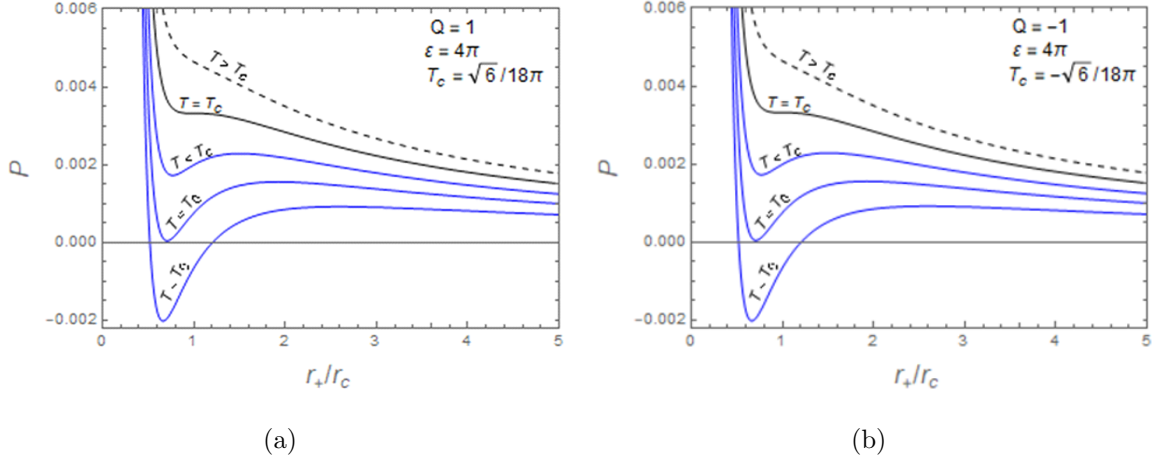 0.006
0.004
0.002
0.000
−0.002
P
Q = 1
ε = 4π
T_c = √6/18π
T > T_c
T = T_c
T < T_c
T = T_0
T - T_c
0 1 2 3 4 5
r_+/r_c
(a)
0.006
0.004
0.002
0.000
−0.002
P
Q = −1
ε = 4π
T_c = −√6/18π
T > T_c
T = T_c
T < T_c
T = T_0
T - T_c
0 1 2 3 4 5
r_+/r_c
(b)